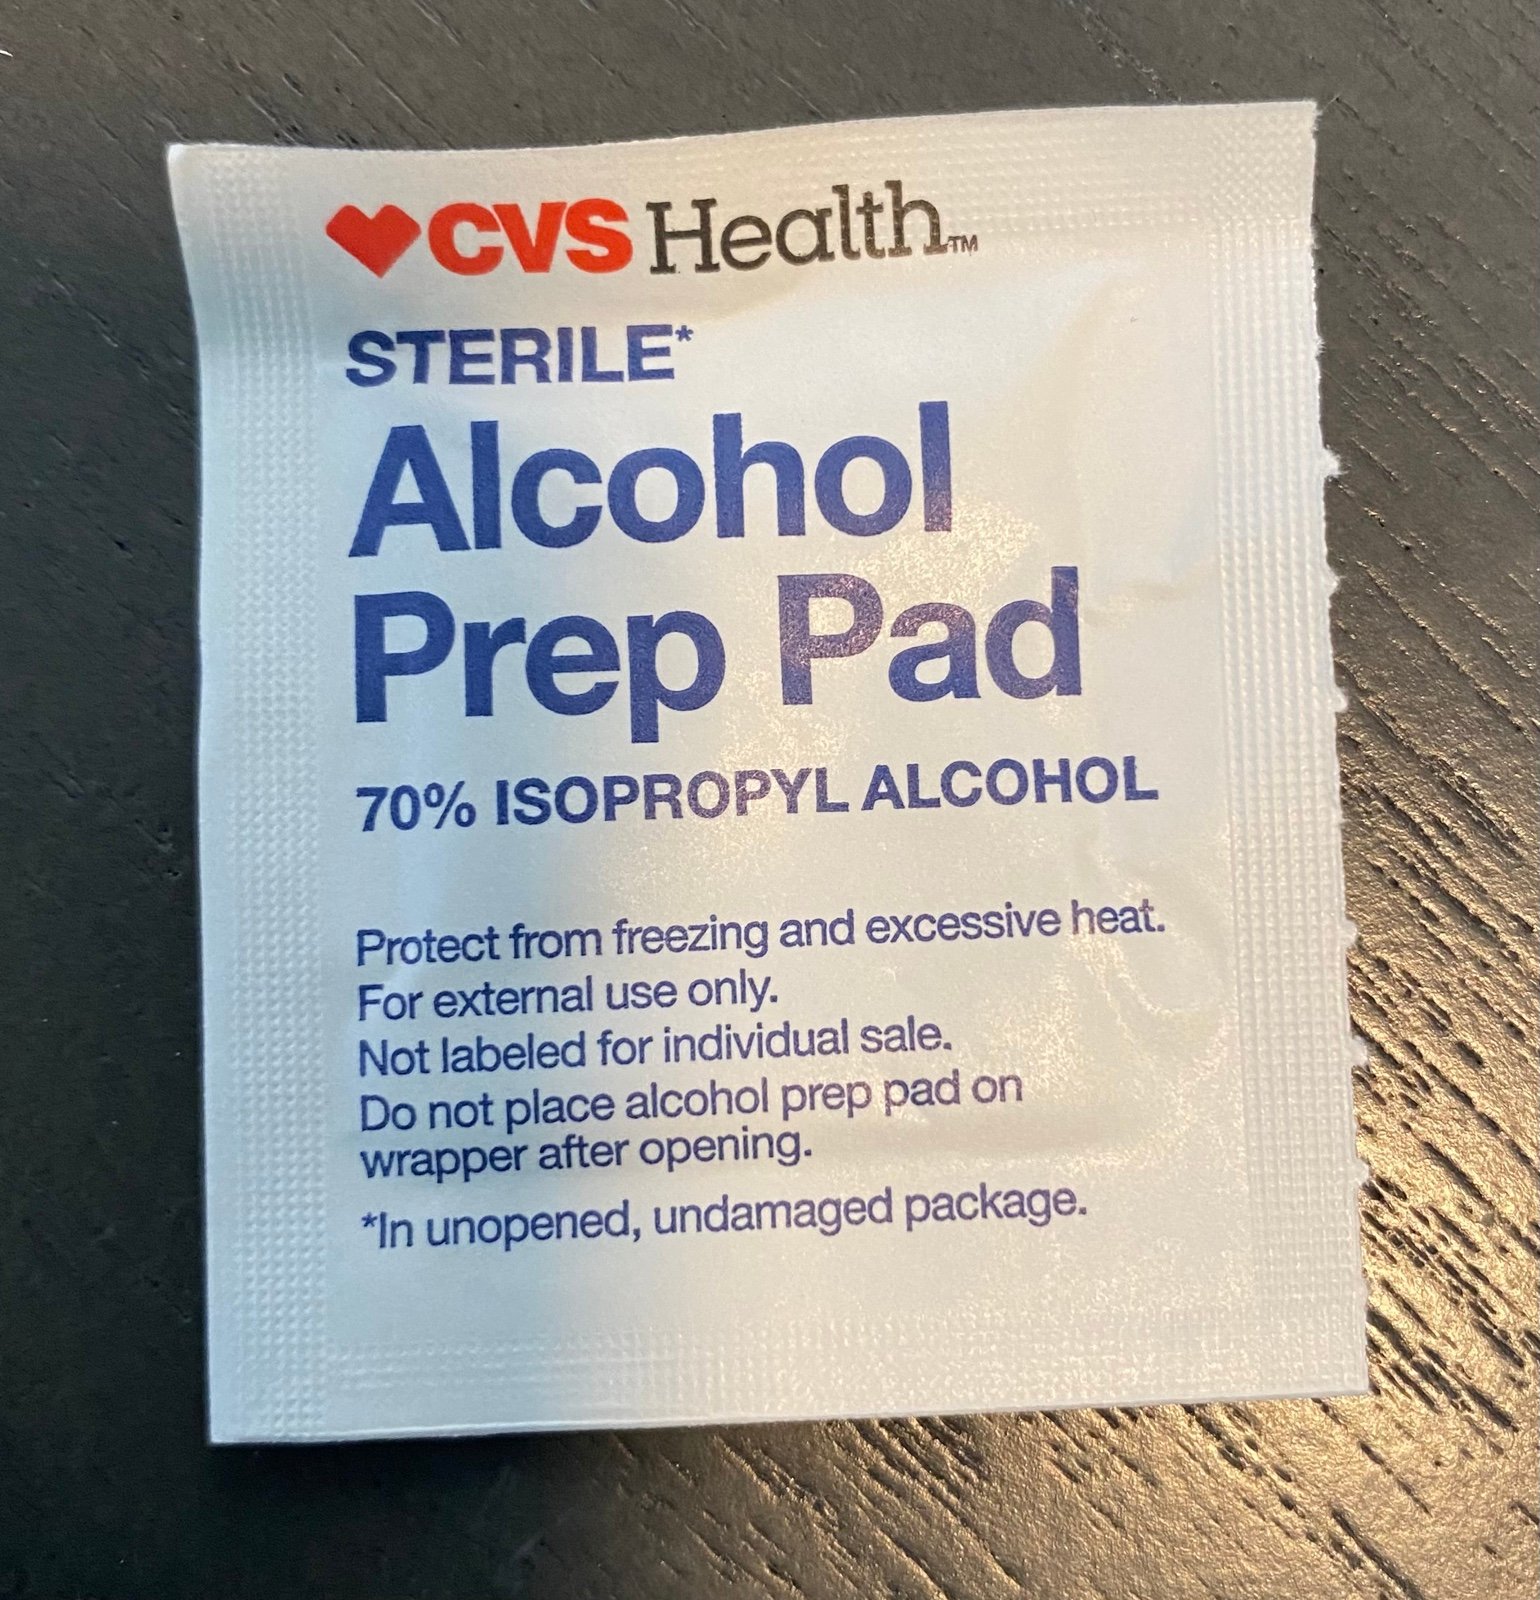 CVS Health™
STERILE*
Alcohol
Prep Pad
70% ISOPROPYL ALCOHOL
Protect from freezing and excessive heat.
For external use only.
Not labeled for individual sale.
Do not place alcohol prep pad on
wrapper after opening.
*In unopened, undamaged package.